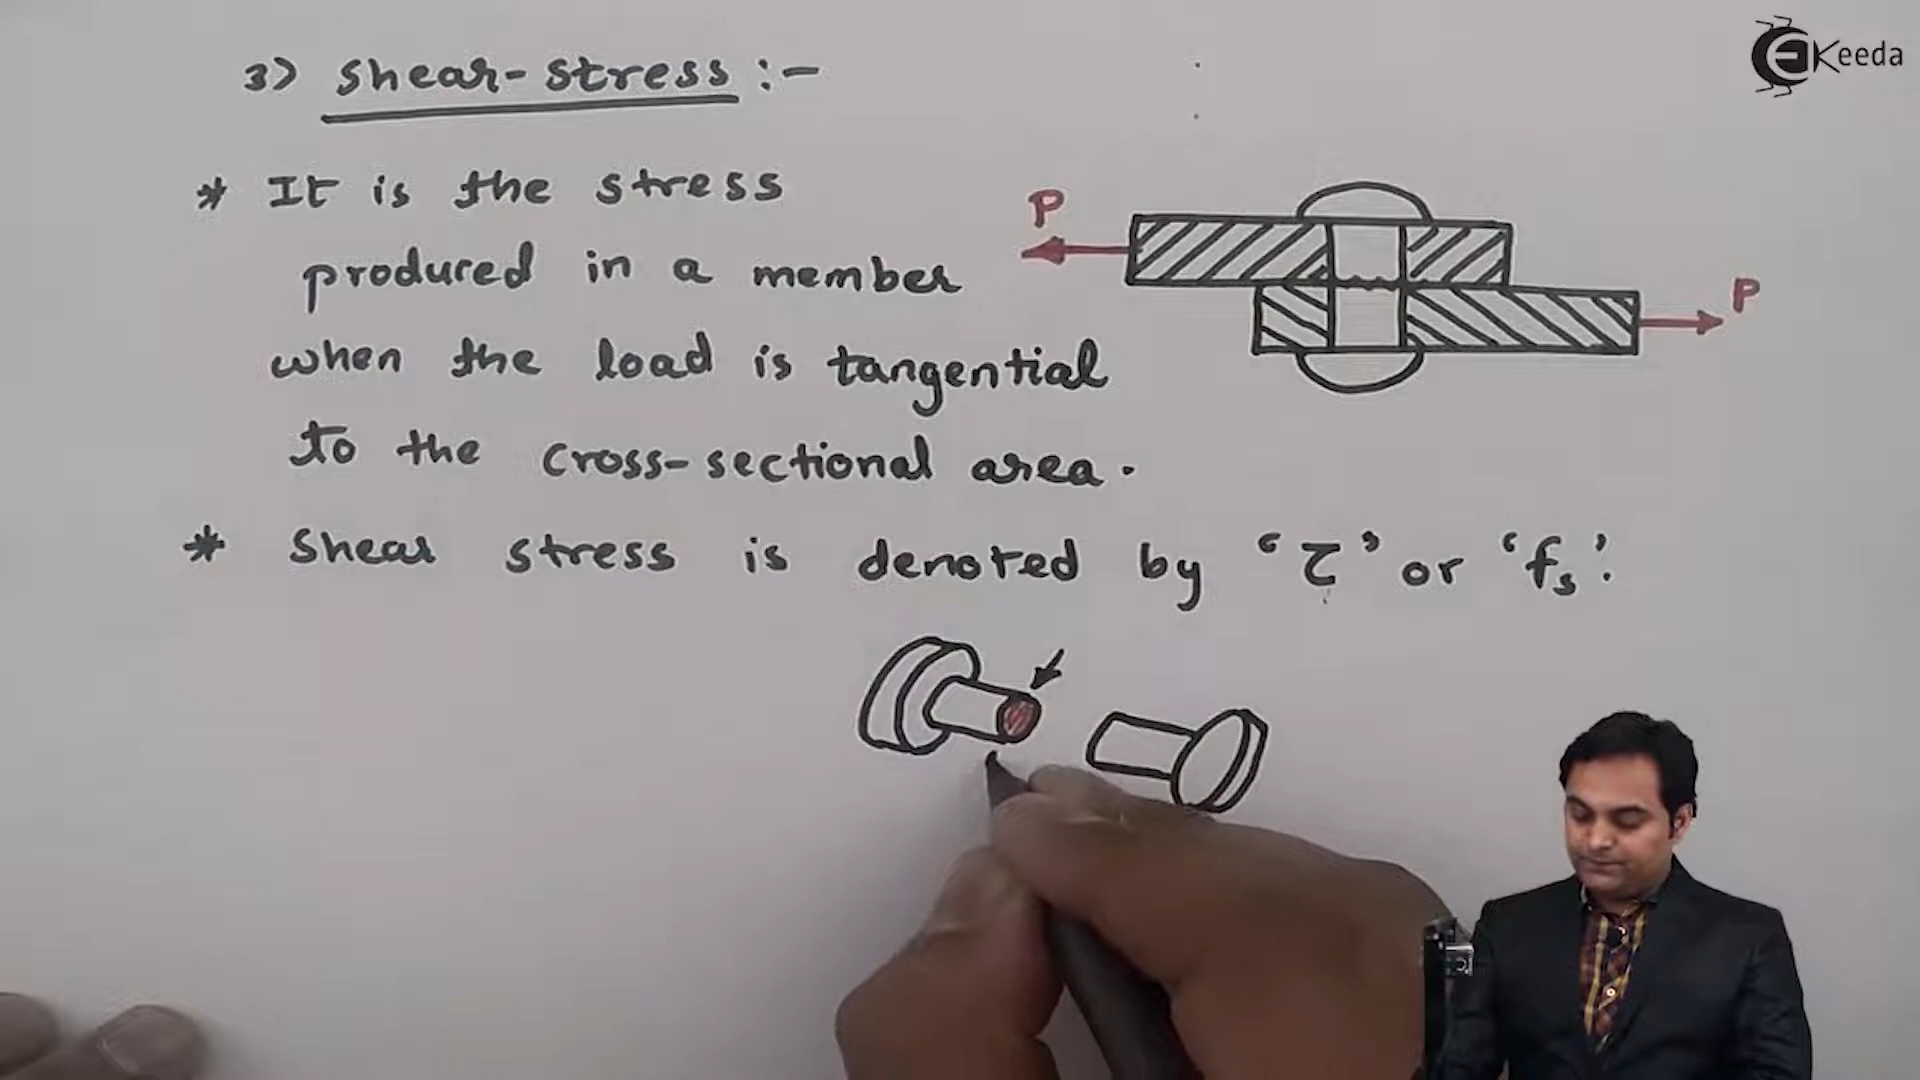 3) Shear-stress :-
Keeda
* It is the stress
produced in a member
when the load is tangential
to the cross-sectional area.
P
P
* Shear stress is denoted by 'τ' or 'fs'.